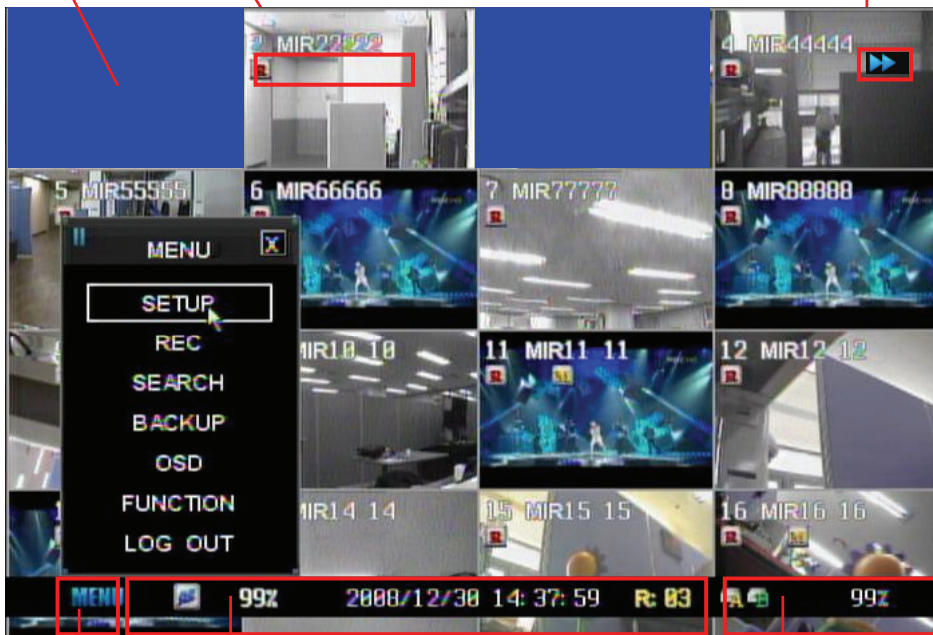 2 MIR22222
4 MIR44444
5 MIR55555
6 MIR66666
7 MIR77777
8 MIR88888
MENU
X
SETUP
REC
SEARCH
BACKUP
OSD
FUNCTION
LOG OUT
MIR10 10
11 MIR11 11
12 MIR12 12
MIR14 14
15 MIR15 15
16 MIR16 16
MENU
99%
2008/12/30 14:37:59
R: 03
A
B
99%